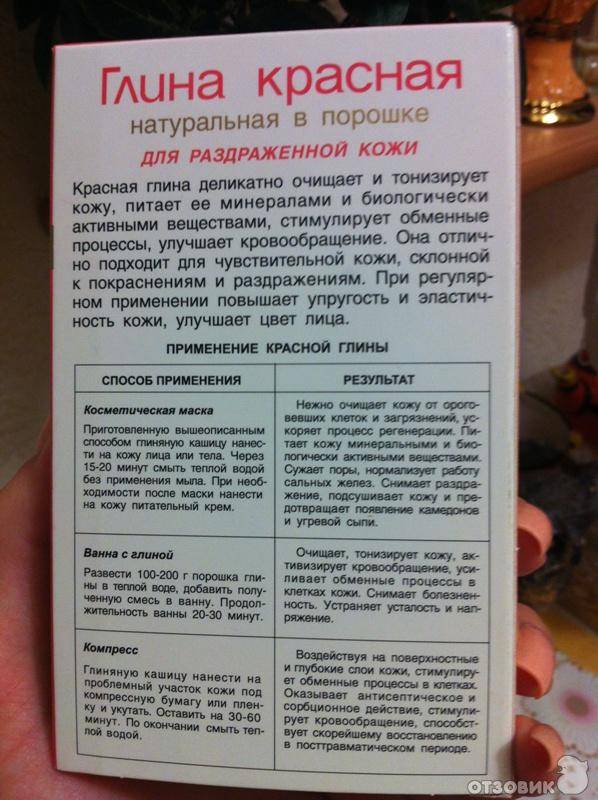 Глина красная
натуральная в порошке
ДЛЯ РАЗДРАЖЕННОЙ КОЖИ
Красная глина деликатно очищает и тонизирует
кожу, питает ее минералами и биологически
активными веществами, стимулирует обменные
процессы, улучшает кровообращение. Она отлич-
но подходит для чувствительной кожи, склонной
к покраснениям и раздражениям. При регуляр-
ном применении повышает упругость и эластич-
ность кожи, улучшает цвет лица.
ПРИМЕНЕНИЕ КРАСНОЙ ГЛИНЫ
СПОСОБ ПРИМЕНЕНИЯ
РЕЗУЛЬТАТ
Косметическая маска
Приготовленную вышеописанным
способом глиняную кашицу нанес-
ти на кожу лица или тела. Через
15-20 минут смыть теплой водой
без применения мыла. При необ-
ходимости после маски нанести
на кожу питательный крем.
Нежно очищает кожу от орого-
вевших клеток и загрязнений, ус-
коряет процесс регенерации. Пи-
тает кожу минеральными и био-
логически активными веществами.
Сужает поры, нормализует работу
сальных желез. Снимает раздра-
жение, подсушивает кожу и пре-
дотвращает появление камедонов
и угревой сыпи.
Ванна с глиной
Развести 100-200 г порошка гли-
ны в теплой воде, добавить полу-
ченную смесь в ванну. Продол-
жительность ванны 20-30 минут.
Очищает, тонизирует кожу, ак-
тивизирует кровообращение, уси-
ливает обменные процессы в
клетках кожи. Снимает болезнен-
ность. Устраняет усталость и нап-
ряжение.
Компресс
Глиняную кашицу нанести на
проблемный участок кожи под
компрессную бумагу или плен-
ку и укутать. Оставить на 30-60
минут. По окончании смыть теп-
лой водой.
Воздействуя на поверхностные
и глубокие слои кожи, стимулиру-
ет обменные процессы в клетках.
Оказывает антисептическое и
сорбционное действие, стимули-
рует кровообращение, способст-
вует скорейшему восстановлению
в посттравматическом периоде.
ОТЗОВИК